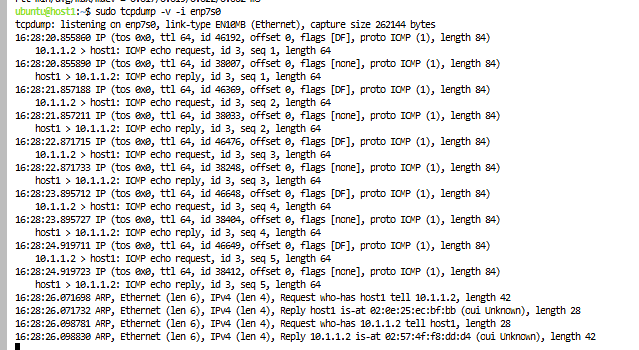 ubuntu@host1:~$ sudo tcpdump -v -i enp7s0
tcpdump: listening on enp7s0, link-type EN10MB (Ethernet), capture size 262144 bytes
16:28:20.855860 IP (tos 0x0, ttl 64, id 46192, offset 0, flags [DF], proto ICMP (1), length 84)
    10.1.1.2 > host1: ICMP echo request, id 3, seq 1, length 64
16:28:20.855890 IP (tos 0x0, ttl 64, id 38007, offset 0, flags [none], proto ICMP (1), length 84)
    host1 > 10.1.1.2: ICMP echo reply, id 3, seq 1, length 64
16:28:21.857188 IP (tos 0x0, ttl 64, id 46369, offset 0, flags [DF], proto ICMP (1), length 84)
    10.1.1.2 > host1: ICMP echo request, id 3, seq 2, length 64
16:28:21.857211 IP (tos 0x0, ttl 64, id 38033, offset 0, flags [none], proto ICMP (1), length 84)
    host1 > 10.1.1.2: ICMP echo reply, id 3, seq 2, length 64
16:28:22.871715 IP (tos 0x0, ttl 64, id 46476, offset 0, flags [DF], proto ICMP (1), length 84)
    10.1.1.2 > host1: ICMP echo request, id 3, seq 3, length 64
16:28:22.871733 IP (tos 0x0, ttl 64, id 38248, offset 0, flags [none], proto ICMP (1), length 84)
    host1 > 10.1.1.2: ICMP echo reply, id 3, seq 3, length 64
16:28:23.895712 IP (tos 0x0, ttl 64, id 46648, offset 0, flags [DF], proto ICMP (1), length 84)
    10.1.1.2 > host1: ICMP echo request, id 3, seq 4, length 64
16:28:23.895727 IP (tos 0x0, ttl 64, id 38404, offset 0, flags [none], proto ICMP (1), length 84)
    host1 > 10.1.1.2: ICMP echo reply, id 3, seq 4, length 64
16:28:24.919711 IP (tos 0x0, ttl 64, id 46649, offset 0, flags [DF], proto ICMP (1), length 84)
    10.1.1.2 > host1: ICMP echo request, id 3, seq 5, length 64
16:28:24.919723 IP (tos 0x0, ttl 64, id 38412, offset 0, flags [none], proto ICMP (1), length 84)
    host1 > 10.1.1.2: ICMP echo reply, id 3, seq 5, length 64
16:28:26.071698 ARP, Ethernet (len 6), IPv4 (len 4), Request who-has host1 tell 10.1.1.2, length 42
16:28:26.071732 ARP, Ethernet (len 6), IPv4 (len 4), Reply host1 is-at 02:0e:25:ec:bf:bb (oui Unknown), length 28
16:28:26.098781 ARP, Ethernet (len 6), IPv4 (len 4), Request who-has 10.1.1.2 tell host1, length 28
16:28:26.098830 ARP, Ethernet (len 6), IPv4 (len 4), Reply 10.1.1.2 is-at 02:57:4f:f8:dd:d4 (oui Unknown), length 42